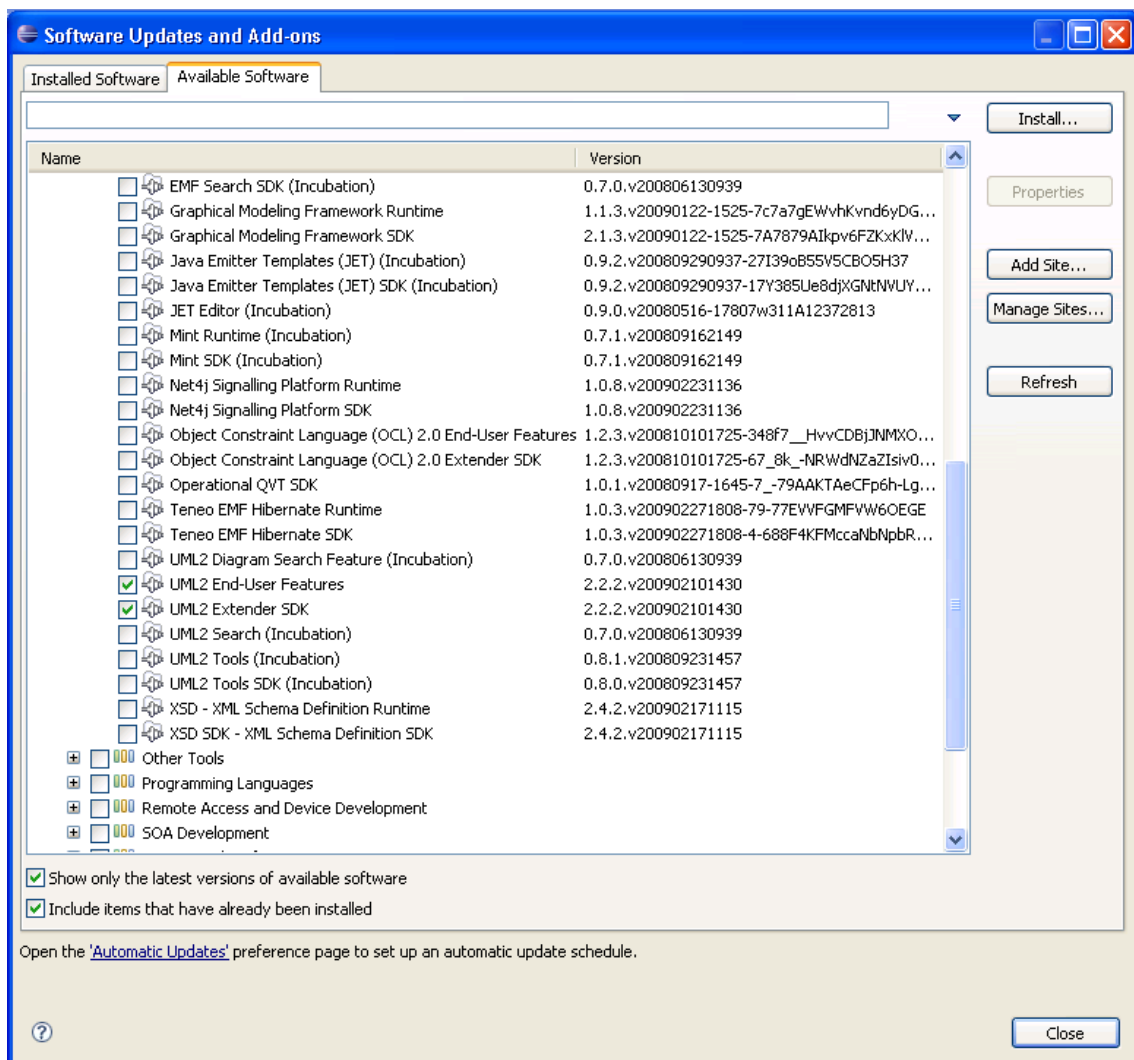 Software Updates and Add-ons
Installed Software Available Software
Install...
Name Version
EMF Search SDK (Incubation) 0.7.0.v200806130939
Properties
Graphical Modeling Framework Runtime 1.1.3.v20090122-1525-7c7a7gEWvhKvnd6yDG...
Graphical Modeling Framework SDK 2.1.3.v20090122-1525-7A7879AIkpv6FZKxKlV...
Java Emitter Templates (JET) (Incubation) 0.9.2.v200809290937-27I39oB55V5CBO5H37
Add Site...
Java Emitter Templates (JET) SDK (Incubation) 0.9.2.v200809290937-17Y385Ue8djXGNtNVUY...
JET Editor (Incubation) 0.9.0.v20080516-17807w311A12372813
Manage Sites...
Mint Runtime (Incubation) 0.7.1.v200809162149
Mint SDK (Incubation) 0.7.1.v200809162149
Net4j Signalling Platform Runtime 1.0.8.v200902231136
Refresh
Net4j Signalling Platform SDK 1.0.8.v200902231136
Object Constraint Language (OCL) 2.0 End-User Features 1.2.3.v200810101725-348f7__HvvCDBjJNMXO...
Object Constraint Language (OCL) 2.0 Extender SDK 1.2.3.v200810101725-67_8k_-NRWdNZaZIsiv0...
Operational QVT SDK 1.0.1.v20080917-1645-7_-79AAKTAeCFp6h-Lg...
Teneo EMF Hibernate Runtime 1.0.3.v200902271808-79-77EVVFGMFVW6OEGE
Teneo EMF Hibernate SDK 1.0.3.v200902271808-4-688F4KFMccaNbNpbR...
UML2 Diagram Search Feature (Incubation) 0.7.0.v200806130939
UML2 End-User Features 2.2.2.v200902101430
UML2 Extender SDK 2.2.2.v200902101430
UML2 Search (Incubation) 0.7.0.v200806130939
UML2 Tools (Incubation) 0.8.1.v200809231457
UML2 Tools SDK (Incubation) 0.8.0.v200809231457
XSD - XML Schema Definition Runtime 2.4.2.v200902171115
XSD SDK - XML Schema Definition SDK 2.4.2.v200902171115
Other Tools
Programming Languages
Remote Access and Device Development
SOA Development
Show only the latest versions of available software
Include items that have already been installed
Open the 'Automatic Updates' preference page to set up an automatic update schedule.
?
Close